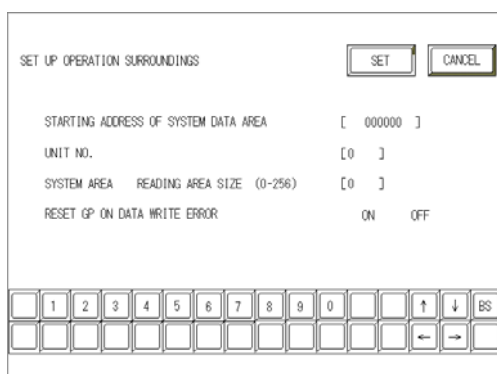 SET UP OPERATION SURROUNDINGS SET CANCEL
STARTING ADDRESS OF SYSTEM DATA AREA [ 000000 ]
UNIT NO. [0 ]
SYSTEM AREA READING AREA SIZE (0-256) [0 ]
RESET GP ON DATA WRITE ERROR ON OFF
1 2 3 4 5 6 7 8 9 0 ↑ ↓ BS
← →